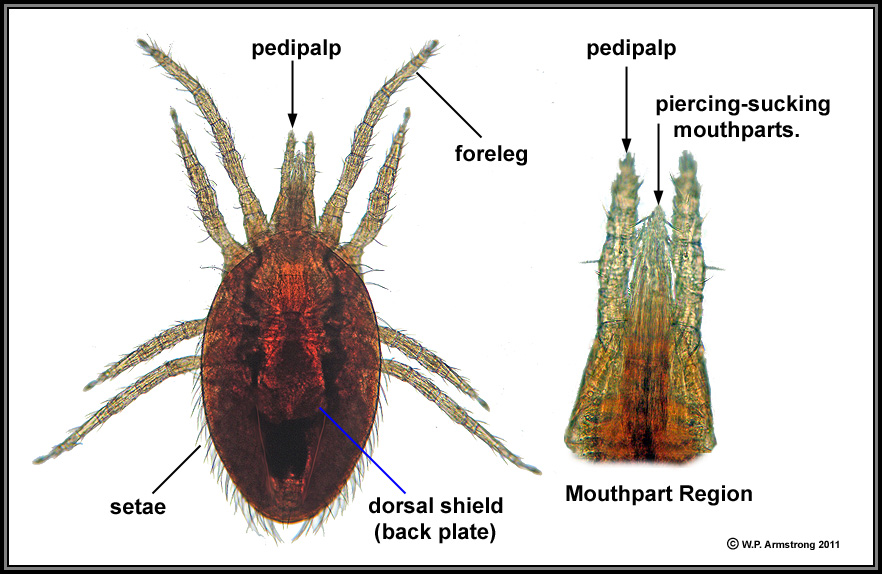 pedipalp
foreleg
setae
dorsal shield
(back plate)
pedipalp
piercing-sucking
mouthparts.
Mouthpart Region
© W.P. Armstrong 2011